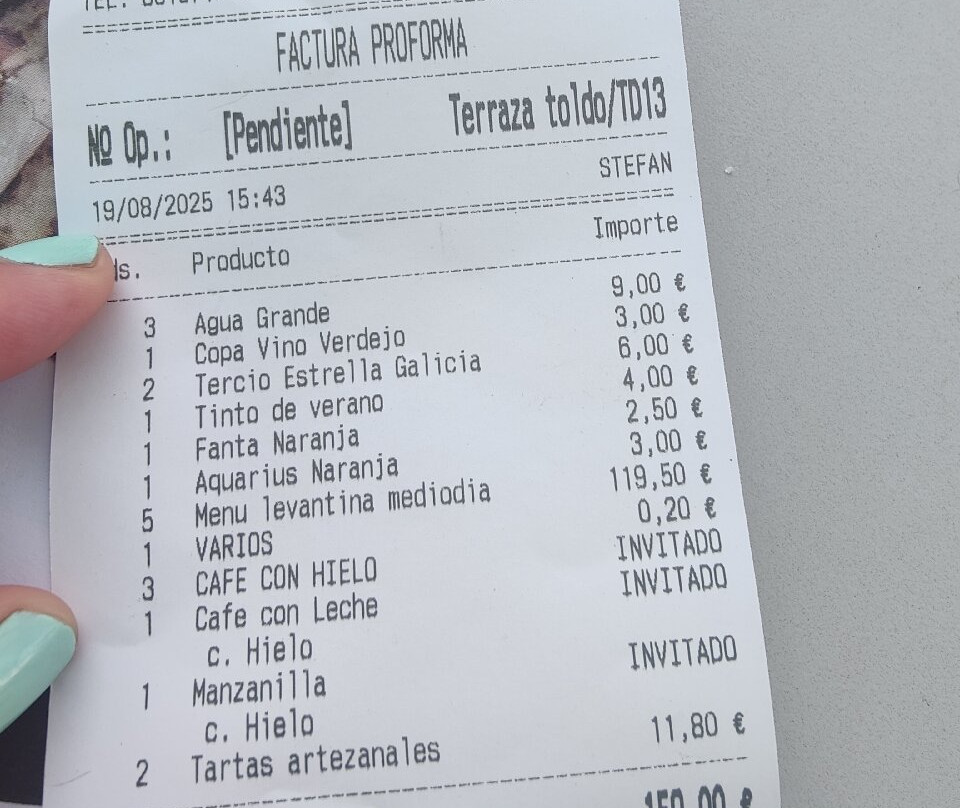 FACTURA PROFORMA
Nº Op.: [Pendiente] Terraza toldo/TD13
19/08/2025 15:43 STEFAN
ds. Producto Importe
3 Agua Grande 9,00 €
1 Copa Vino Verdejo 3,00 €
2 Tercio Estrella Galicia 6,00 €
1 Tinto de verano 4,00 €
1 Fanta Naranja 2,50 €
1 Aquarius Naranja 3,00 €
5 Menu levantina mediodia 119,50 €
1 VARIOS 0,20 €
3 CAFE CON HIELO INVITADO
1 Cafe con Leche INVITADO
c. Hielo
1 Manzanilla INVITADO
c. Hielo
2 Tartas artezanales 11,80 €